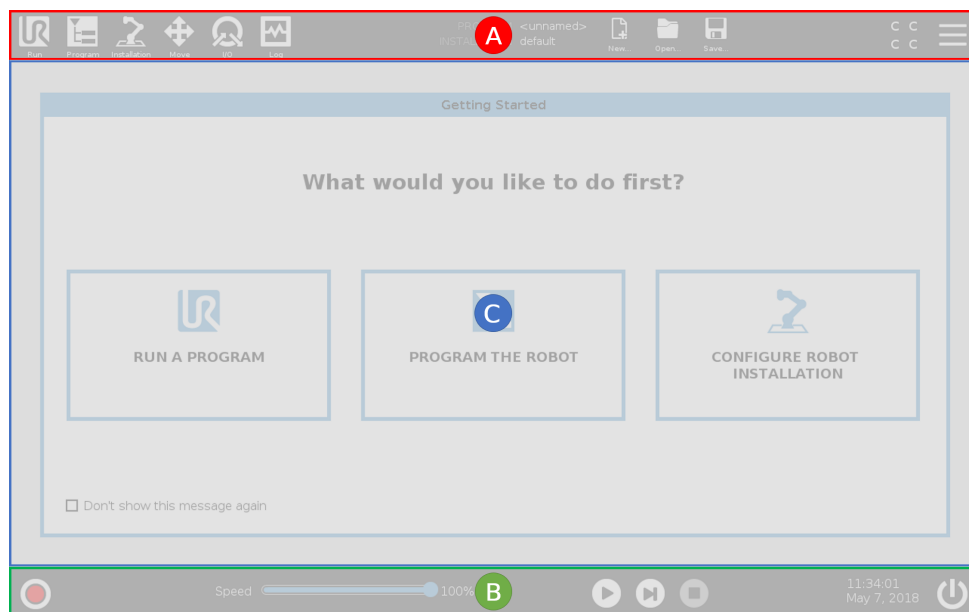 Run Program Installation Move I/O Log
PROGRAM <unnamed>
INSTALLATION default
New... Open... Save...
C C
C C
A
Getting Started
What would you like to do first?
C
RUN A PROGRAM
PROGRAM THE ROBOT
CONFIGURE ROBOT
INSTALLATION
Don't show this message again
Speed 100%
B
11:34:01
May 7, 2018